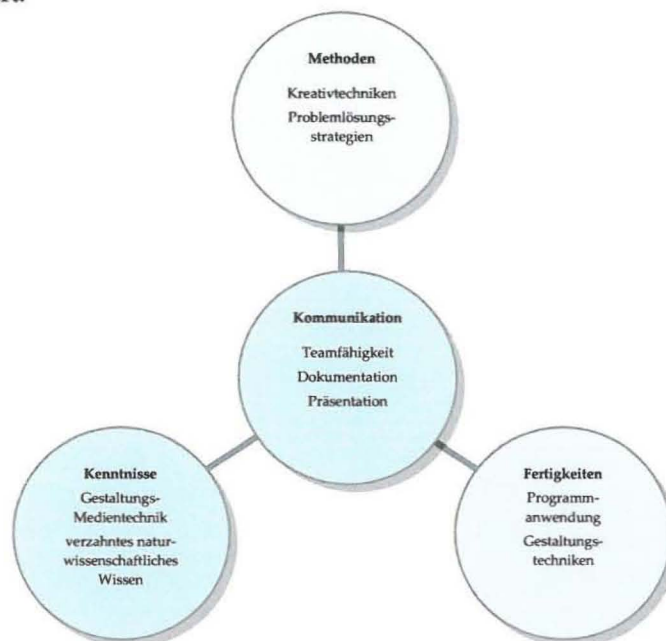 Methoden
Kreativtechniken
Problemlösungs-
strategien
Kommunikation
Teamfähigkeit
Dokumentation
Präsentation
Kenntnisse
Gestaltungs-
Medientechnik
verzahntes natur-
wissenschaftliches
Wissen
Fertigkeiten
Programm-
anwendung
Gestaltungs-
techniken